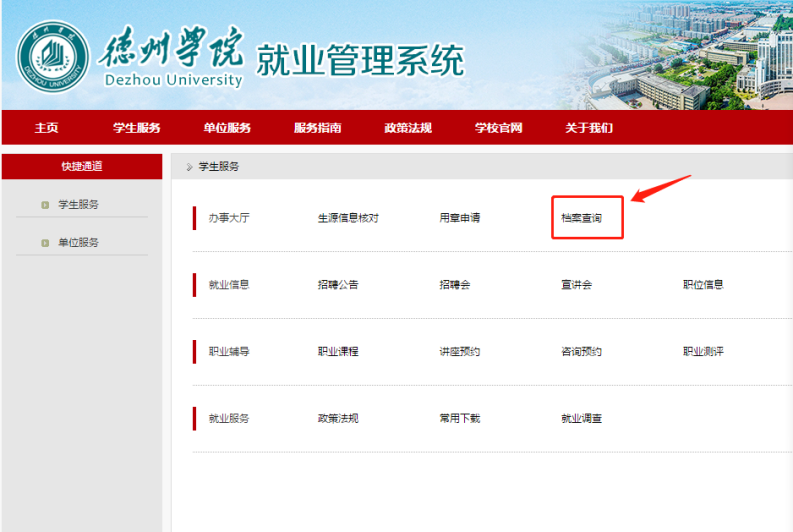 德州学院 就业管理系统
Dezhou University
主页 学生服务 单位服务 服务指南 政策法规 学校官网 关于我们
快捷通道
学生服务
单位服务
学生服务
办事大厅 生源信息核对 用章申请 档案查询
就业信息 招聘公告 招聘会 宣讲会 职位信息
职业辅导 职业课程 讲座预约 咨询预约 职业测评
就业服务 政策法规 常用下载 就业调查